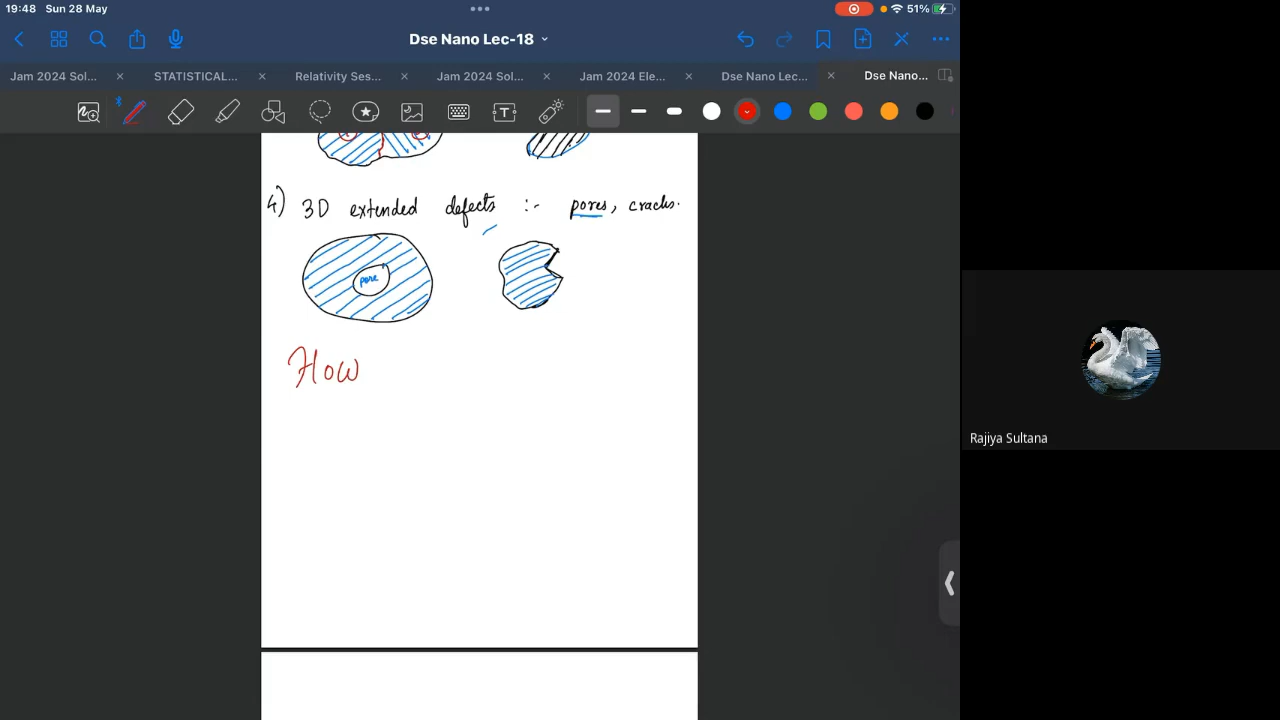 19:48 Sun 28 May
51%
Dse Nano Lec-18
Jam 2024 Sol...
STATISTICAL...
Relativity Ses...
Jam 2024 Sol...
Jam 2024 Ele...
Dse Nano Lec...
Dse Nano...
4) 3D extended defects :- pores, cracks.
pore
How
Rajiya Sultana